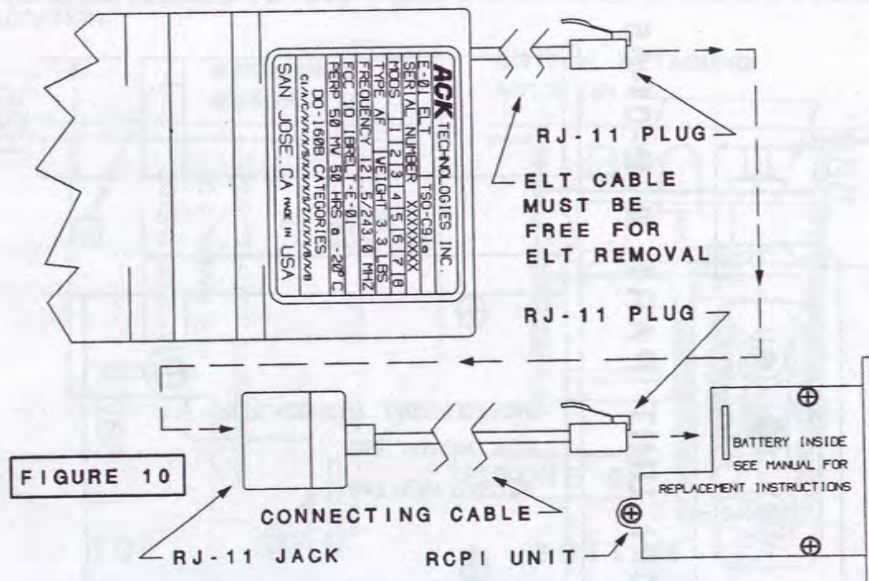 ACK TECHNOLOGIES INC.
E-01 ELT TSO-C91a
SERIAL NUMBER XXXXXXXX
MODS 1 2 3 4 5 6 7 8
TYPE AF WEIGHT 3.3 LBS
FREQUENCY 121.5/243.0 MHZ
FCC ID IBRELT-E-01
PERP 50 MV 50 HRS @ -20° C
DO-160B CATEGORIES
SAN JOSE, CA MADE IN USA
RJ-11 PLUG
ELT CABLE
MUST BE
FREE FOR
ELT REMOVAL
RJ-11 PLUG
BATTERY INSIDE
SEE MANUAL FOR
REPLACEMENT INSTRUCTIONS
FIGURE 10
CONNECTING CABLE
RJ-11 JACK
RCPI UNIT